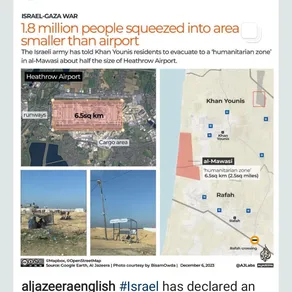 ISRAEL-GAZA WAR
1.8 million people squeezed into area
smaller than airport
The Israeli army has told Khan Younis residents to evacuate to a 'humanitarian zone'
in al-Mawasi about half the size of Heathrow Airport.
Heathrow Airport
runways
6.5sq km
Cargo area
Khan Younis
Khan
Younis
al-Mawasi
'humanitarian zone'
6.5sq km (2.5sq miles)
Rafah
Rafah
Rafah crossing
©Mapbox, ©OpenStreetMap
Source: Google Earth, Al Jazeera | Photo courtesy by BisanOwda | December 6, 2023
@AJLabs
aljazeeraenglish #Israel has declared an